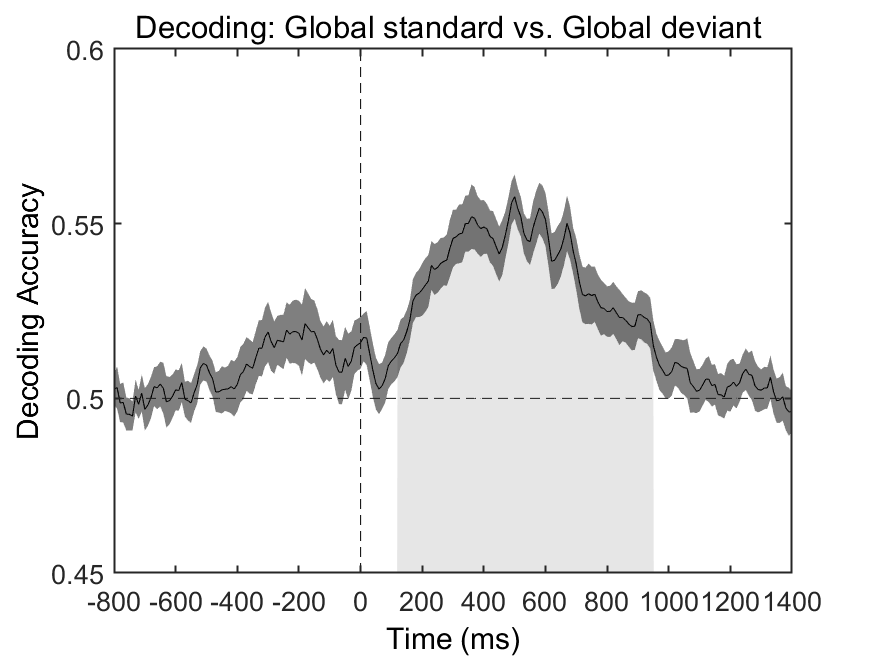 Decoding: Global standard vs. Global deviant
0.6
0.55
0.5
0.45
Decoding Accuracy
-800 -600 -400 -200 0 200 400 600 800 1000 1200 1400
Time (ms)